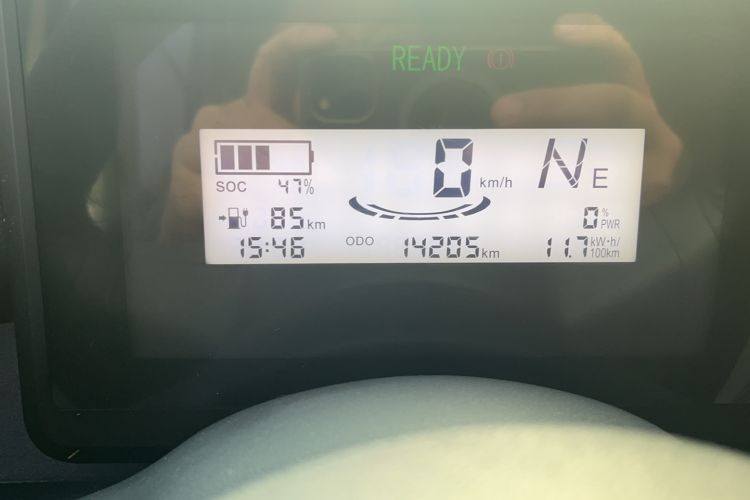 READY
0 km/h N E
SOC 47%
85 km 0 % PWR
15:46 ODO 14205 km 11.7 kW·h/100km